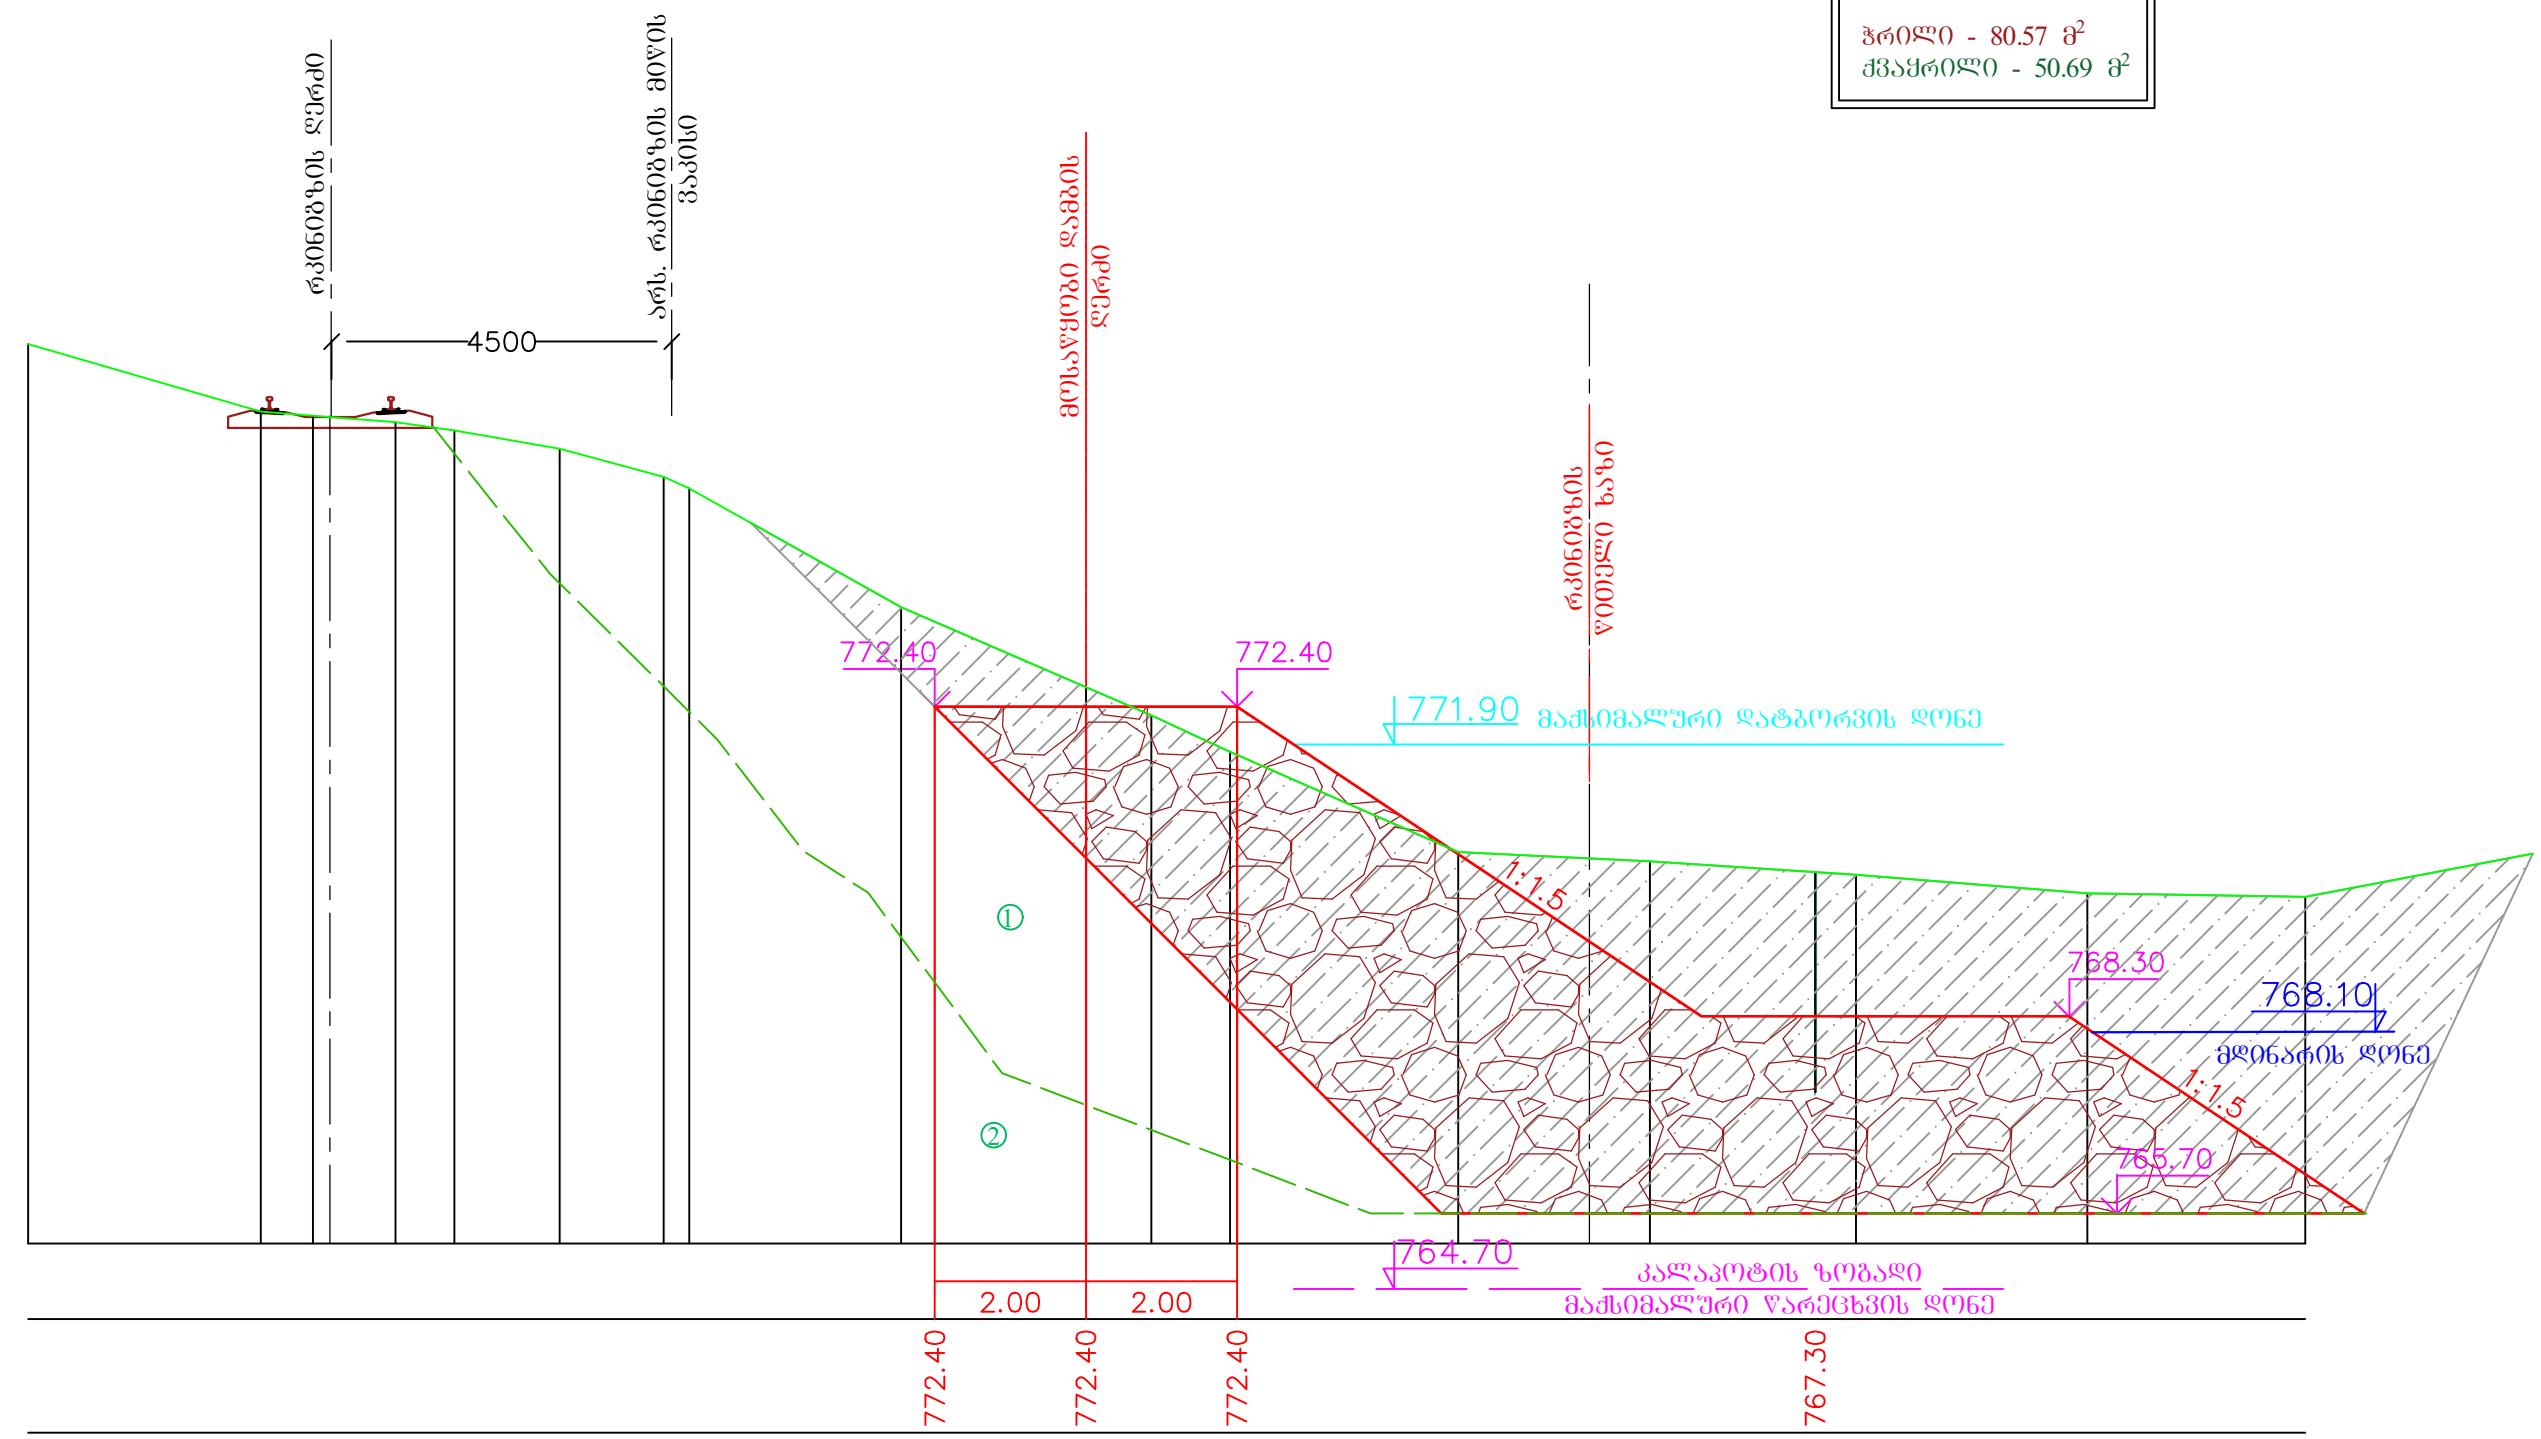 ჭრილი - 80.57 მ²
ქვაყრილი - 50.69 მ²
რკინიგზის ღერძი
არს. რკინიგზის მიწის
ვაკისი
მოსაწყობი დამბის
ღერძი
4500
რკინიგზის
წითელი ხაზი
772.40
772.40
771.90 მაქსიმალური დატბორვის დონე
1:1.5
1
768.30
768.10
მდინარის დონე
1:1.5
2
765.70
764.70
კალაპოტის ზოგადი
მაქსიმალური წარეცხვის დონე
2.00
2.00
772.40
772.40
772.40
767.30